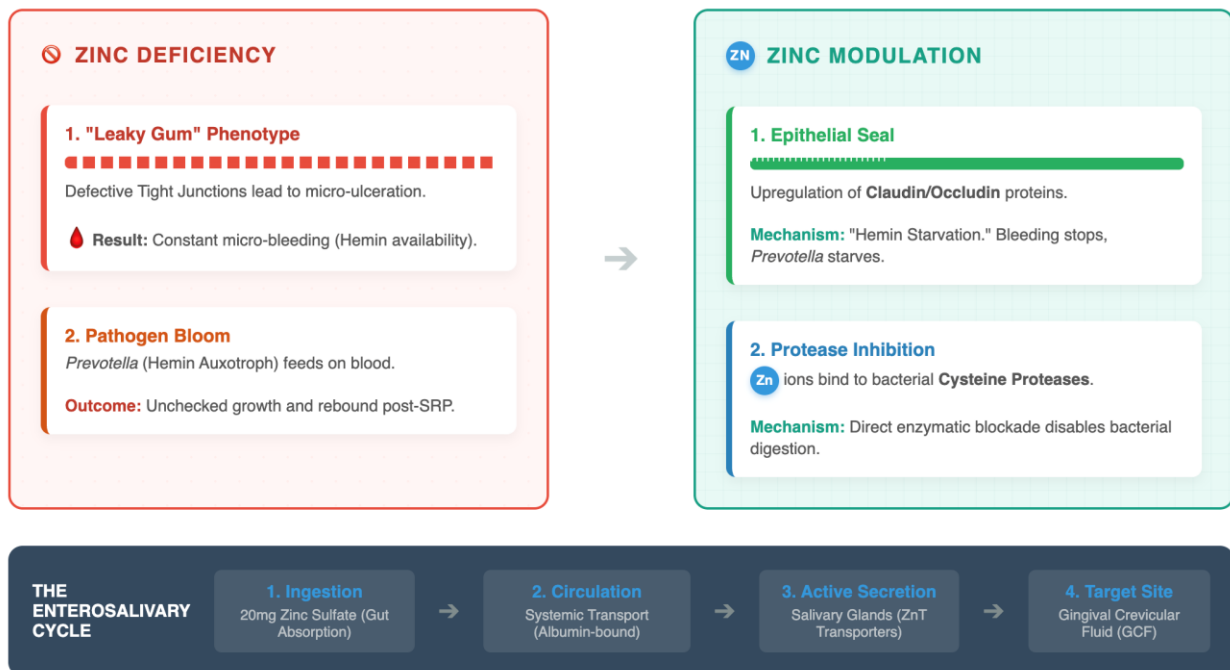 ZINC DEFICIENCY
1. "Leaky Gum" Phenotype
Defective Tight Junctions lead to micro-ulceration.
Result: Constant micro-bleeding (Hemin availability).
2. Pathogen Bloom
Prevotella (Hemin Auxotroph) feeds on blood.
Outcome: Unchecked growth and rebound post-SRP.
ZN ZINC MODULATION
1. Epithelial Seal
Upregulation of Claudin/Occludin proteins.
Mechanism: "Hemin Starvation." Bleeding stops,
Prevotella starves.
2. Protease Inhibition
Zn ions bind to bacterial Cysteine Proteases.
Mechanism: Direct enzymatic blockade disables bacterial
digestion.
THE
ENTEROSALIVARY
CYCLE
1. Ingestion
20mg Zinc Sulfate (Gut
Absorption)
2. Circulation
Systemic Transport
(Albumin-bound)
3. Active Secretion
Salivary Glands (ZnT
Transporters)
4. Target Site
Gingival Crevicular
Fluid (GCF)